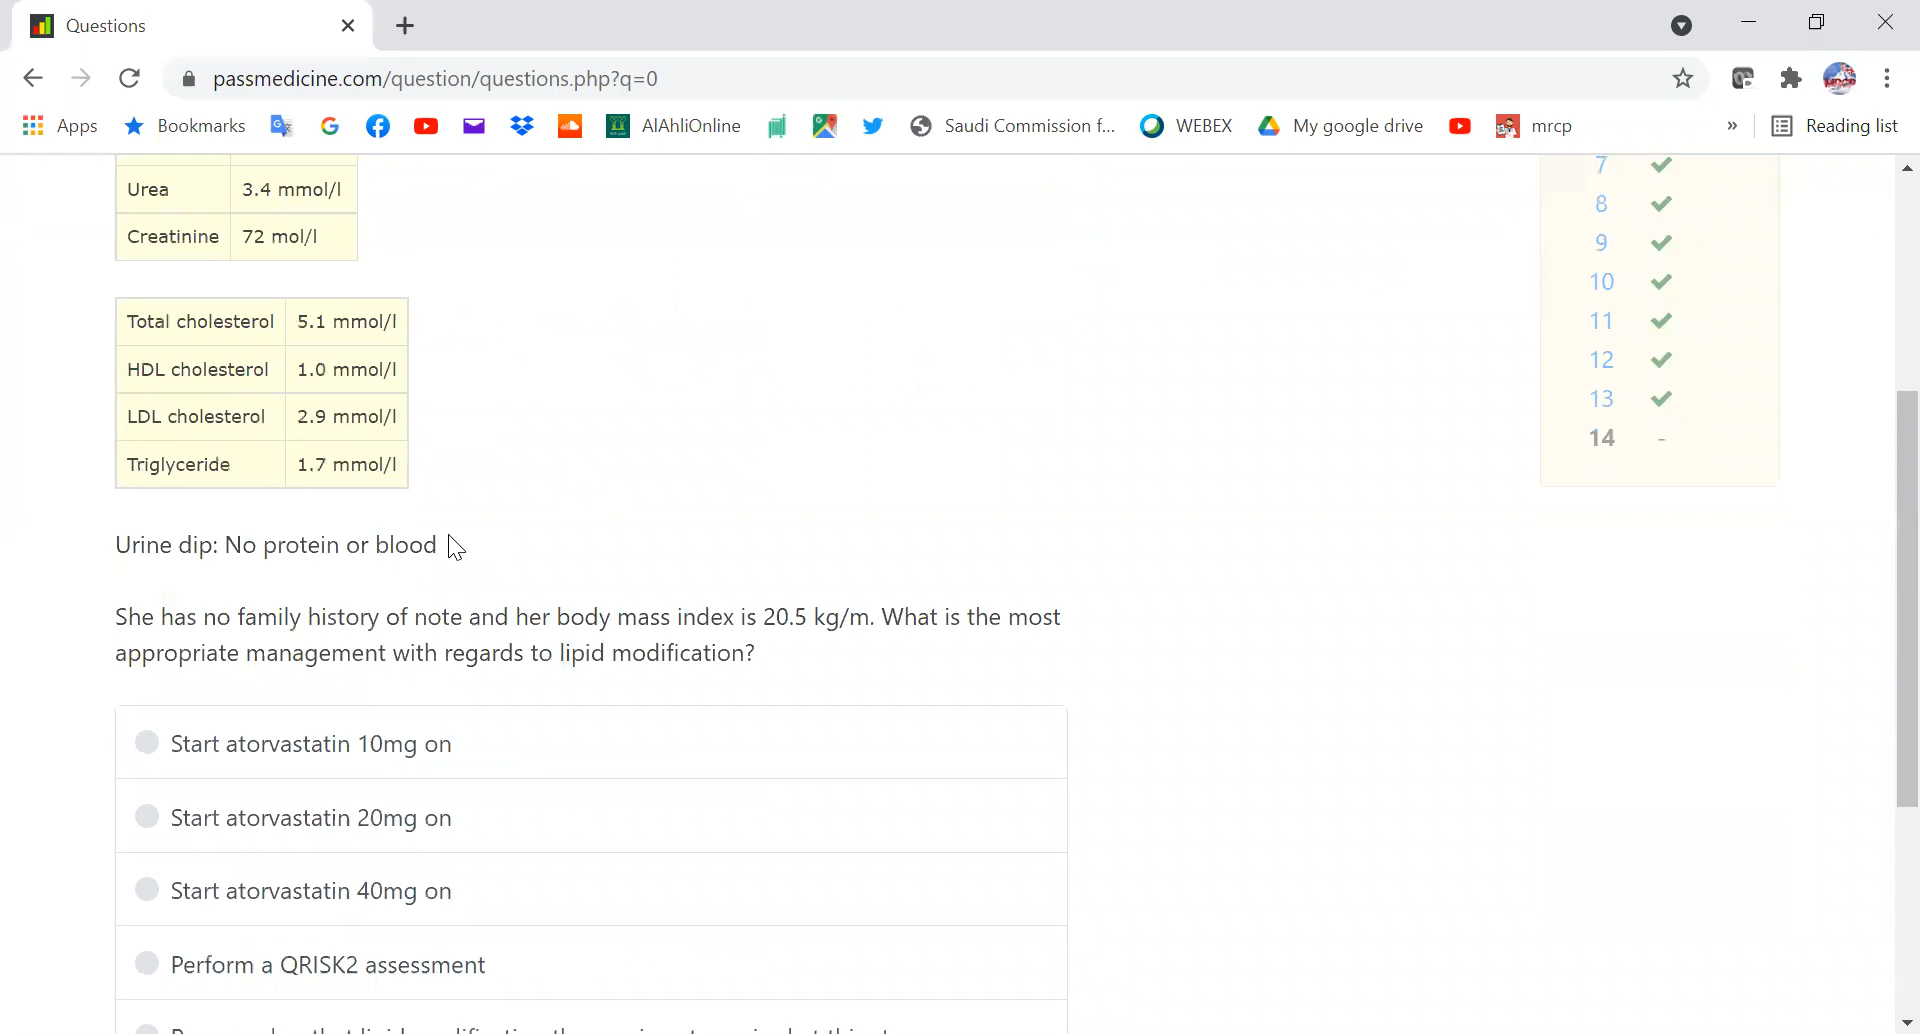 Questions
passmedicine.com/question/questions.php?q=0
Apps
Bookmarks
AlAhliOnline
Saudi Commission f...
WEBEX
My google drive
mrcp
»
Reading list
Urea 3.4 mmol/l
Creatinine 72 mol/l
Total cholesterol 5.1 mmol/l
HDL cholesterol 1.0 mmol/l
LDL cholesterol 2.9 mmol/l
Triglyceride 1.7 mmol/l
Urine dip: No protein or blood
She has no family history of note and her body mass index is 20.5 kg/m. What is the most
appropriate management with regards to lipid modification?
Start atorvastatin 10mg on
Start atorvastatin 20mg on
Start atorvastatin 40mg on
Perform a QRISK2 assessment
7
8
9
10
11
12
13
14 -